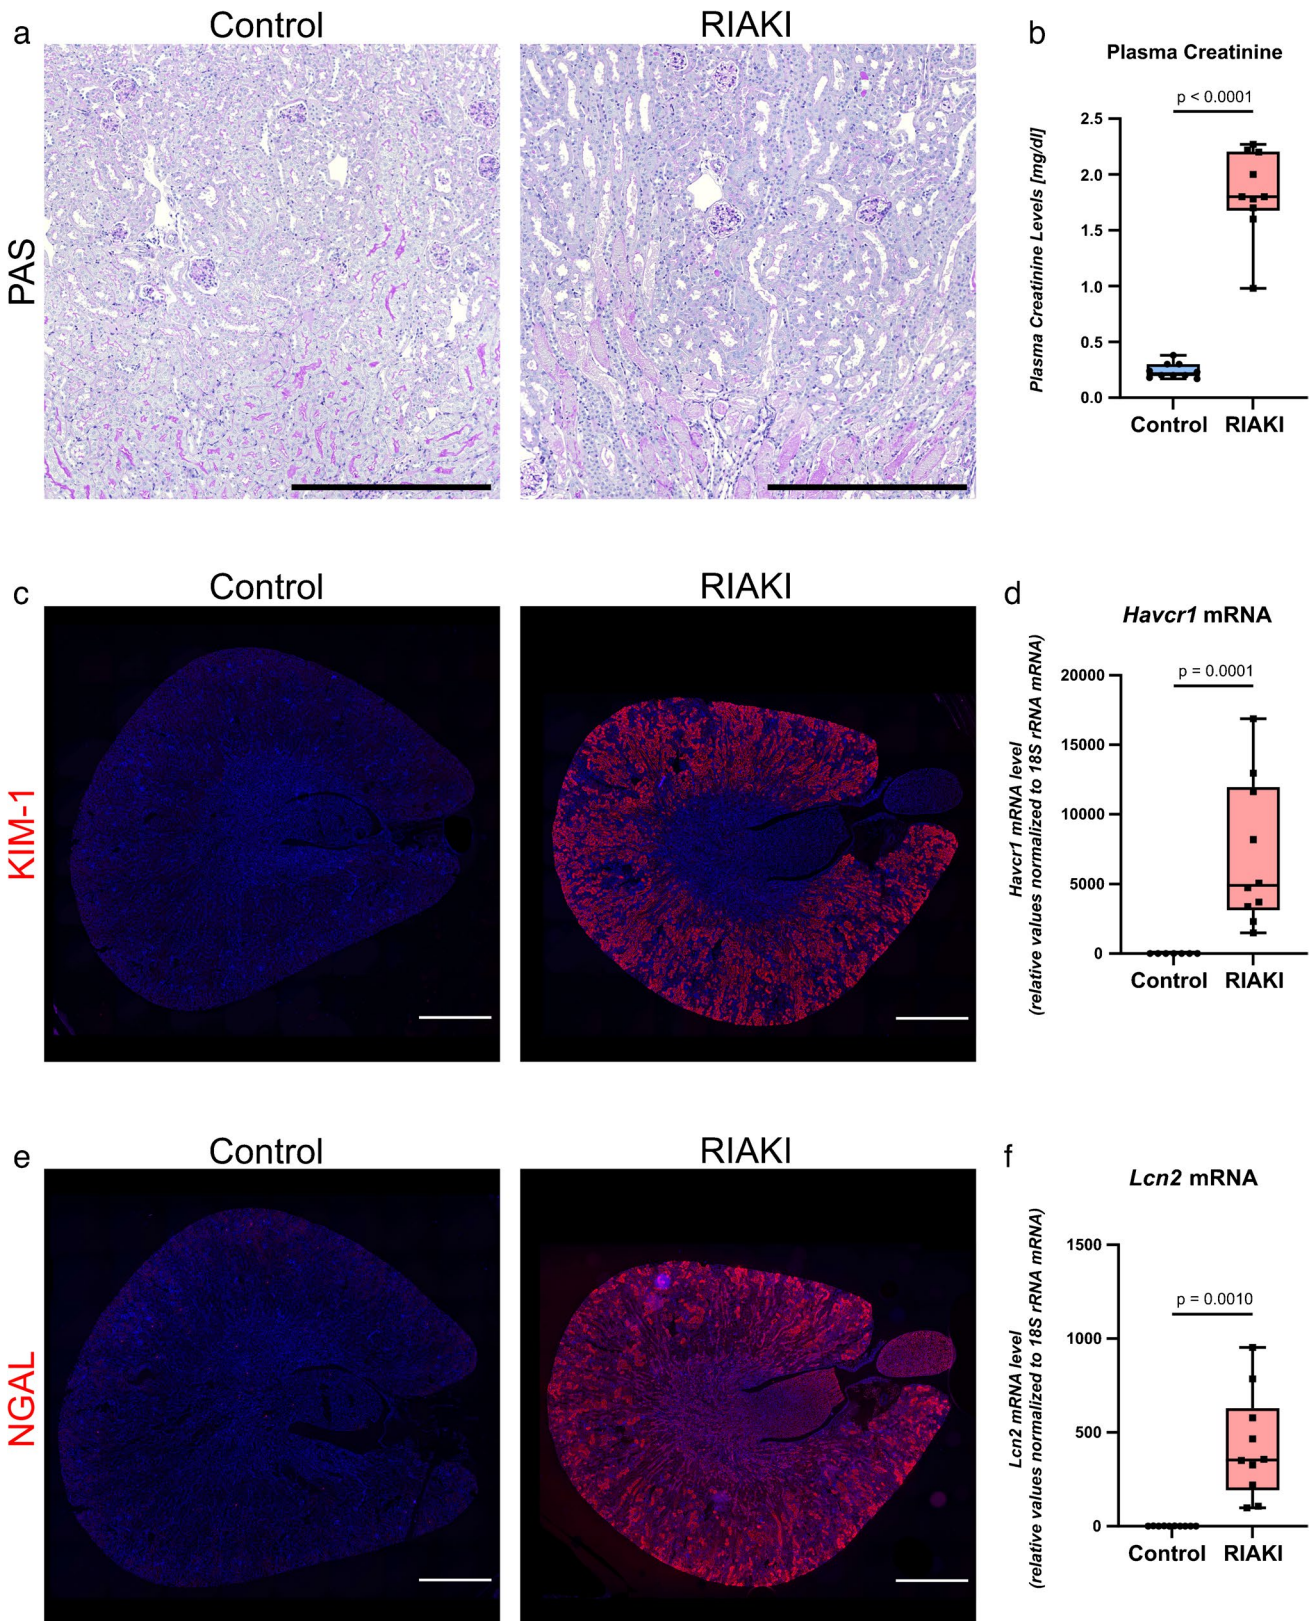 a
Control
RIAKI
PAS
b
Plasma Creatinine
p < 0.0001
Plasma Creatinine Levels [mg/dl]
2.5
2.0
1.5
1.0
0.5
0.0
Control
RIAKI
c
Control
RIAKI
KIM-1
d
Havcr1 mRNA
p = 0.0001
Havcr1 mRNA level
(relative values normalized to 18S rRNA mRNA)
20000
15000
10000
5000
0
Control
RIAKI
e
Control
RIAKI
NGAL
f
Lcn2 mRNA
p = 0.0010
Lcn2 mRNA level
(relative values normalized to 18S rRNA mRNA)
1500
1000
500
0
Control
RIAKI